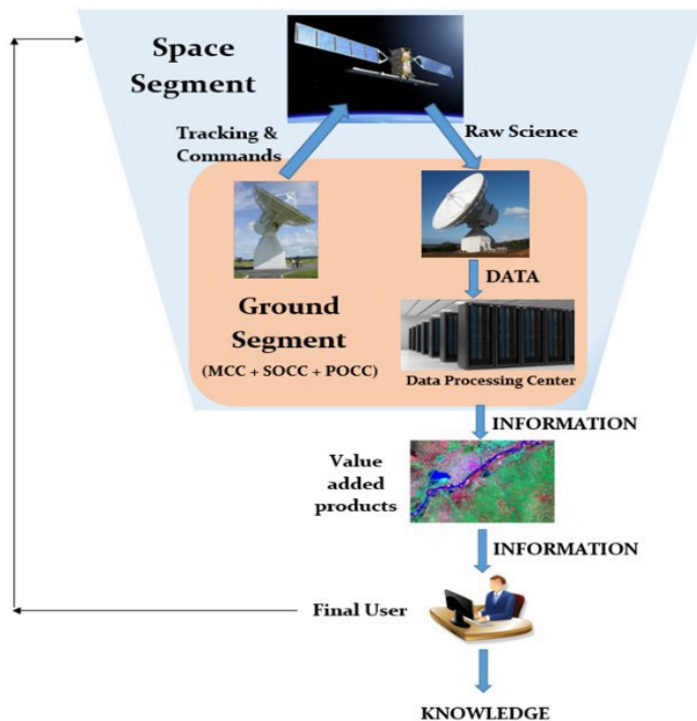 Space
Segment
Tracking &
Commands
Raw Science
DATA
Ground
Segment
(MCC + SOCC + POCC)
Data Processing Center
INFORMATION
Value
added
products
INFORMATION
Final User
KNOWLEDGE